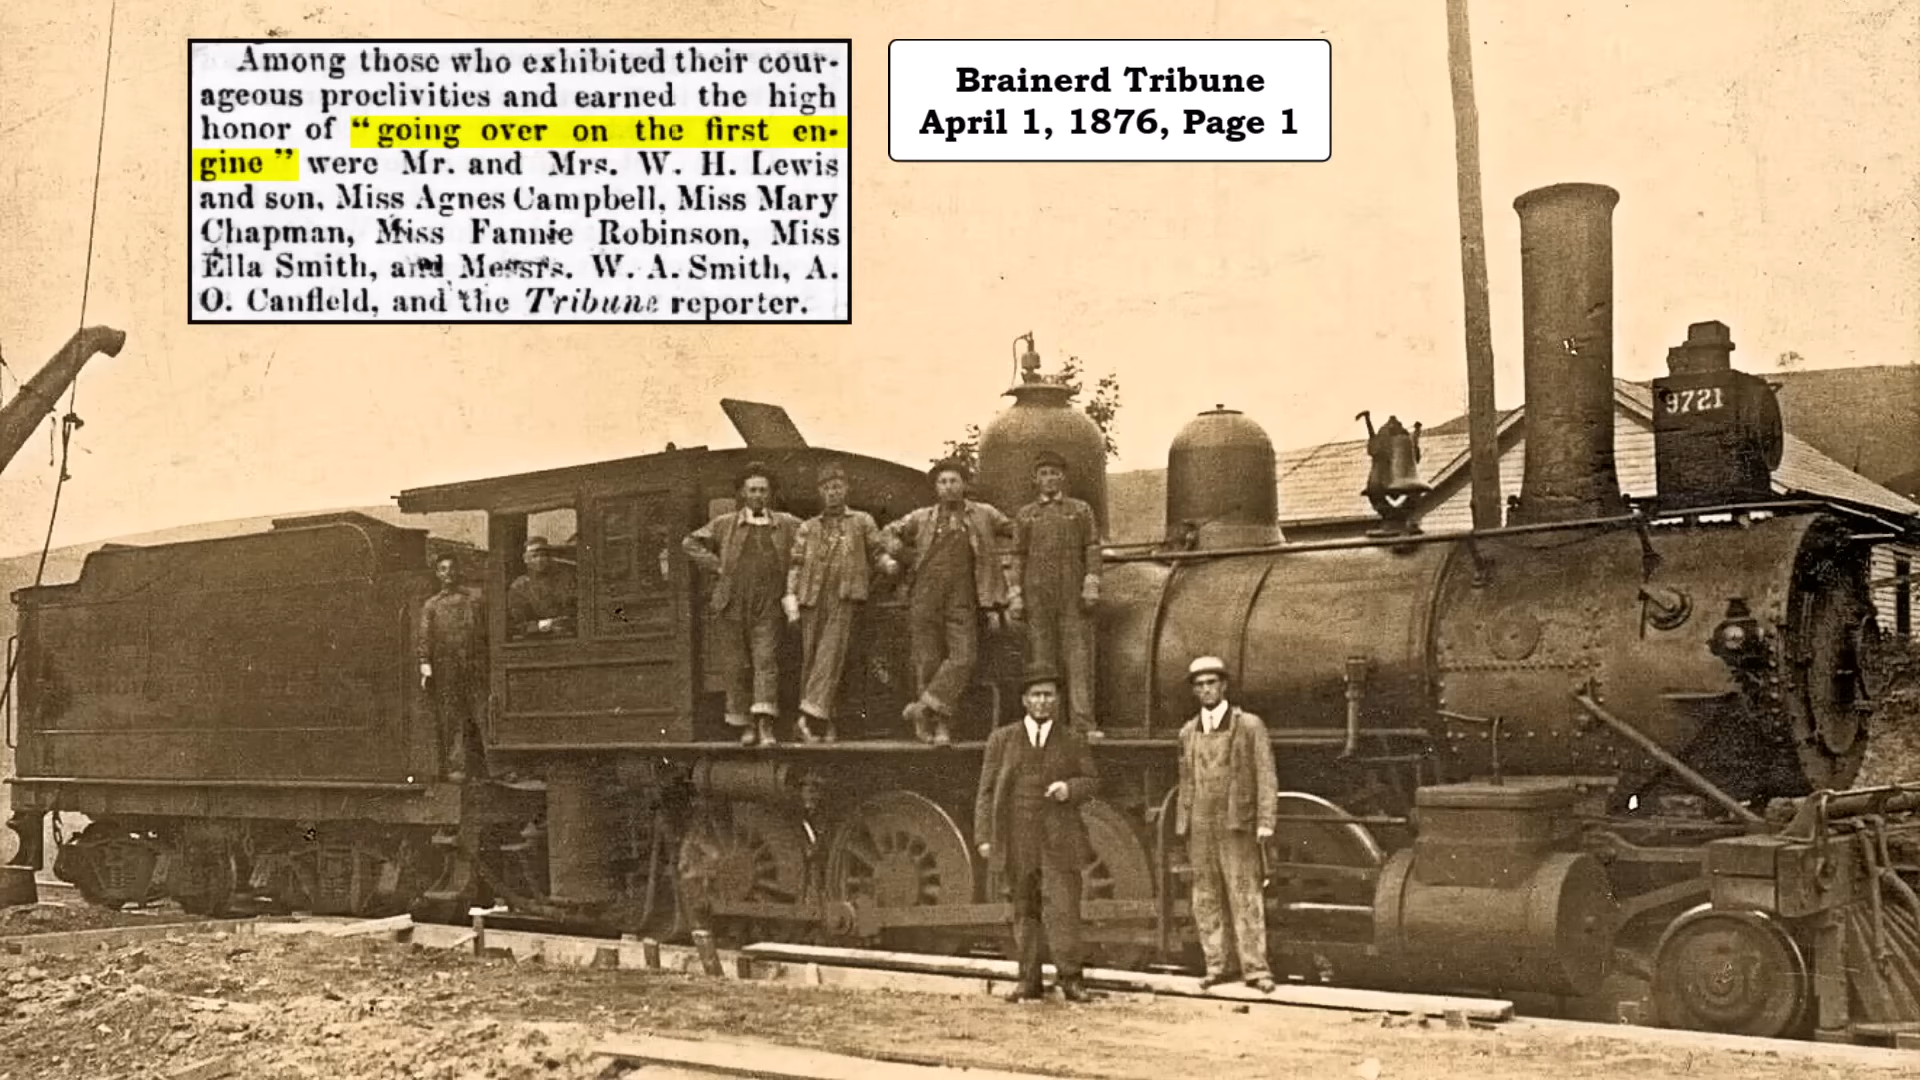 Among those who exhibited their cour-
ageous proclivities and earned the high
honor of "going over on the first en-
gine" were Mr. and Mrs. W. H. Lewis
and son, Miss Agnes Campbell, Miss Mary
Chapman, Miss Fannie Robinson, Miss
Ella Smith, and Messrs. W. A. Smith, A.
O. Canfield, and the Tribune reporter.
Brainerd Tribune
April 1, 1876, Page 1
9721